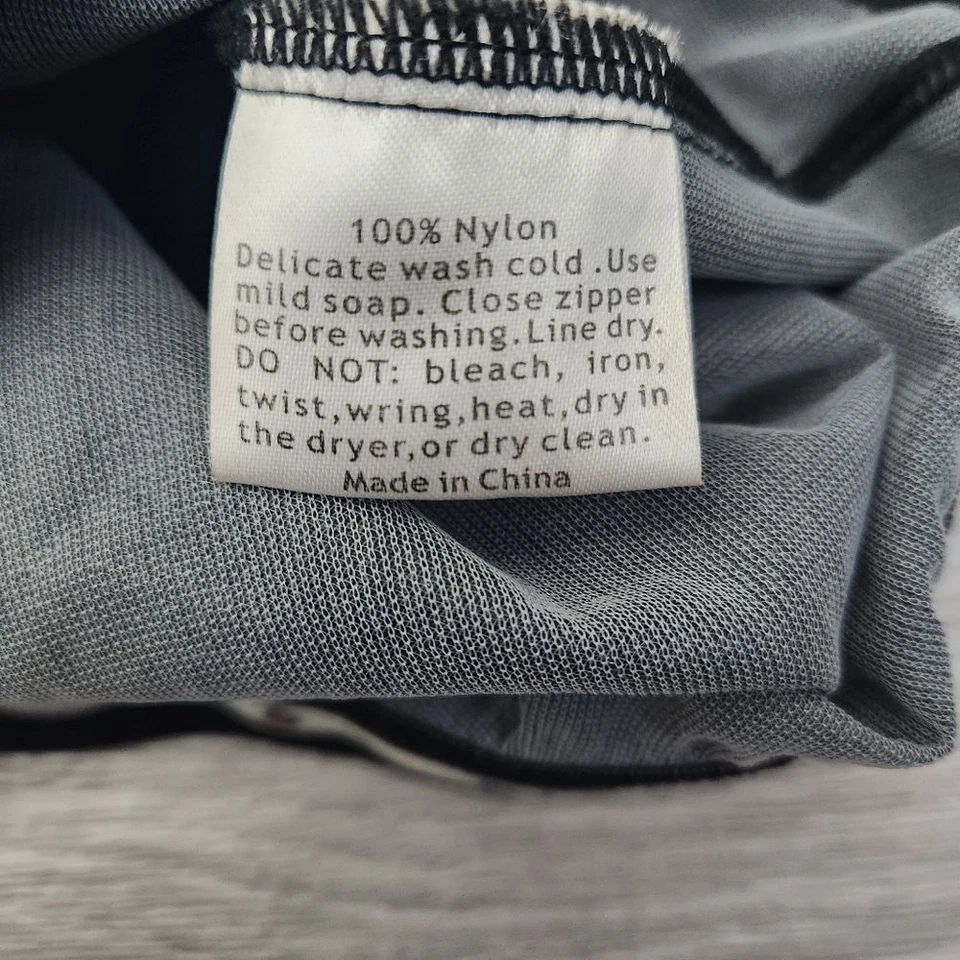 100% Nylon
Delicate wash cold .Use
mild soap. Close zipper
before washing. Line dry.
DO NOT: bleach, iron,
twist,wring,heat,dry in
the dryer,or dry clean.
Made in China